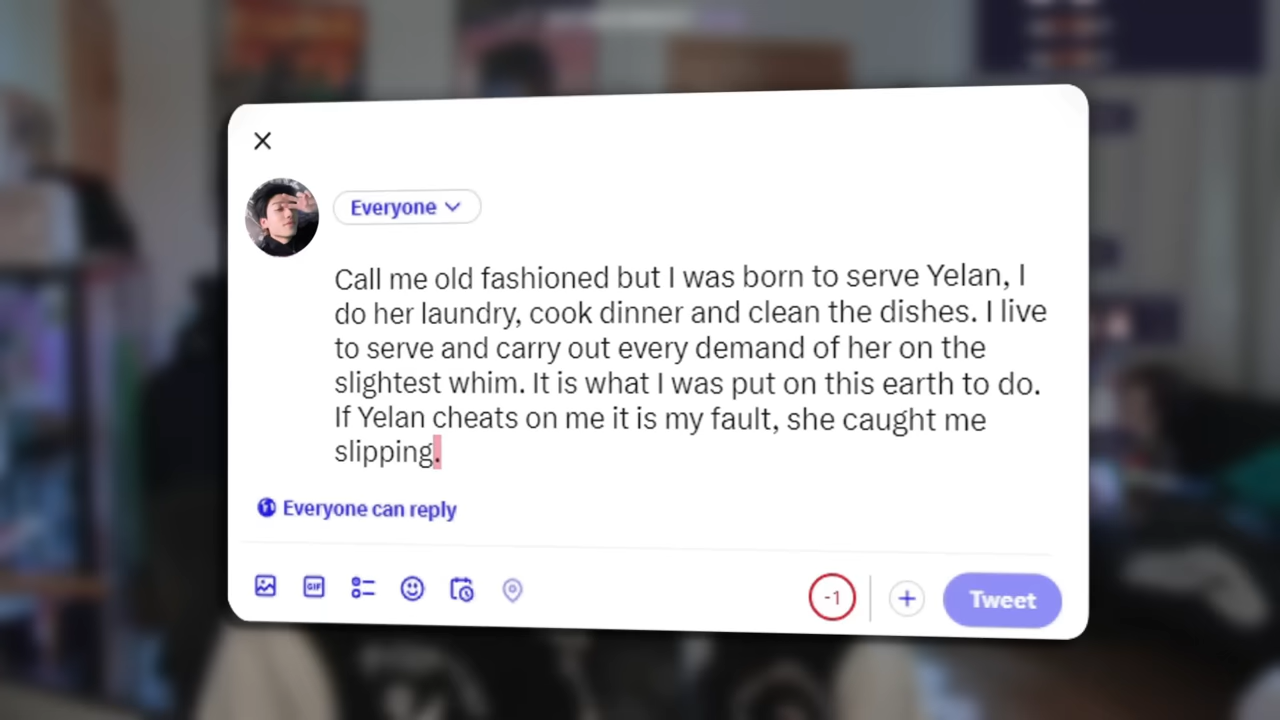 Everyone
Call me old fashioned but I was born to serve Yelan, I
do her laundry, cook dinner and clean the dishes. I live
to serve and carry out every demand of her on the
slightest whim. It is what I was put on this earth to do.
If Yelan cheats on me it is my fault, she caught me
slipping.
Everyone can reply
GIF
-1
Tweet